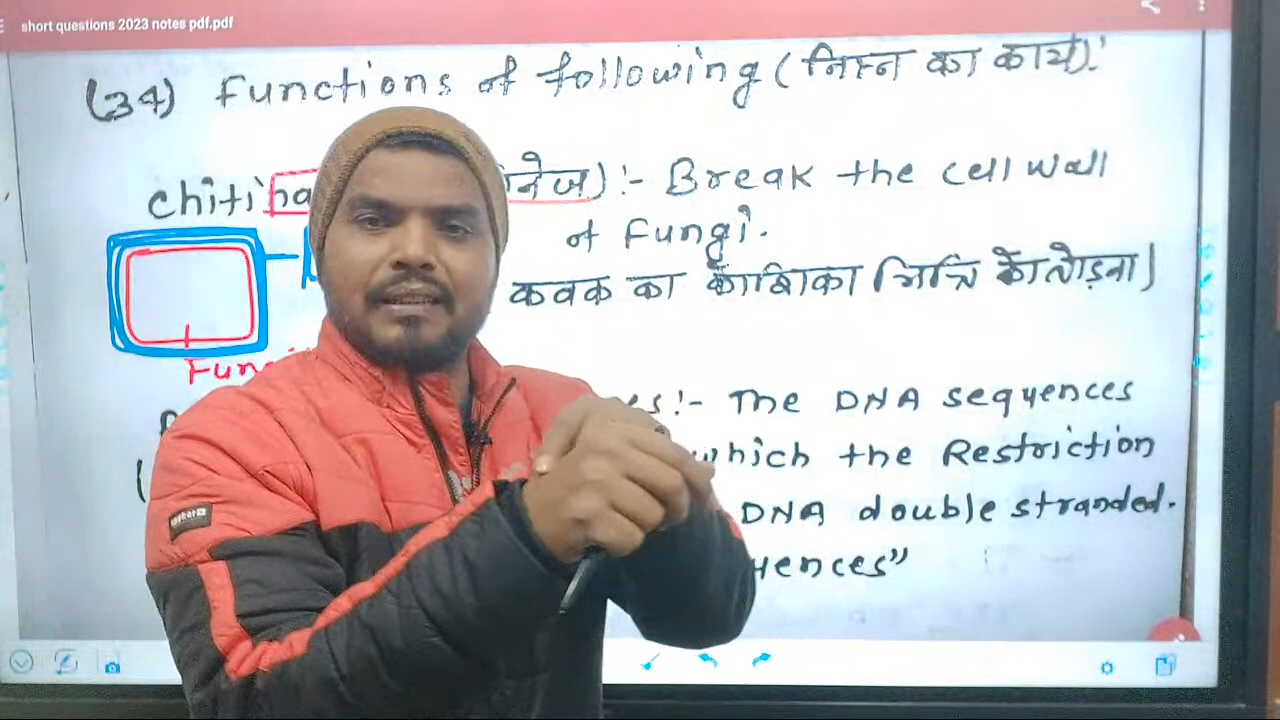 short questions 2023 notes pdf.pdf
(34) Functions of following (निम्न का कार्य):
chitina नेज):- Break the cell wall
of Fungi.
कवक का कोशिका भित्ति को तोड़ना)
Fungi
es:- The DNA sequences
which the Restriction
DNA double stranded.
uences"